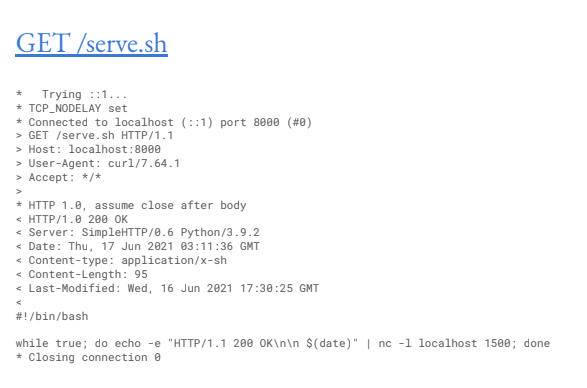 GET /serve.sh
*   Trying ::1...
* TCP_NODELAY set
* Connected to localhost (::1) port 8000 (#0)
> GET /serve.sh HTTP/1.1
> Host: localhost:8000
> User-Agent: curl/7.64.1
> Accept: */*
>
* HTTP 1.0, assume close after body
< HTTP/1.0 200 OK
< Server: SimpleHTTP/0.6 Python/3.9.2
< Date: Thu, 17 Jun 2021 03:11:36 GMT
< Content-type: application/x-sh
< Content-Length: 95
< Last-Modified: Wed, 16 Jun 2021 17:30:25 GMT
<
#!/bin/bash

while true; do echo -e "HTTP/1.1 200 OK\n\n $(date)" | nc -l localhost 1500; done
* Closing connection 0